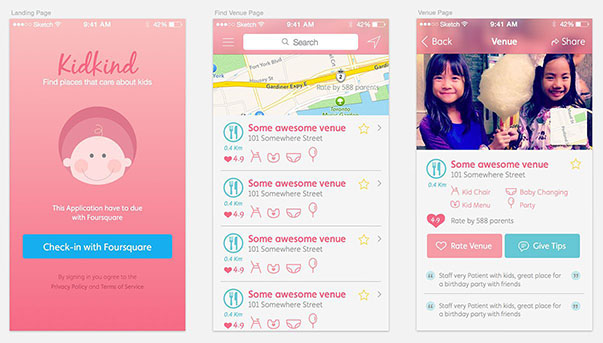 Landing Page
Sketch
9:41 AM
Kidkind
Find places that care about kids
This Application have to due
with Foursquare
Check-in with Foursquare
By signing in you agree to the
Privacy Policy and Terms of Service
Find Venue Page
Sketch
9:41 AM
Search
York Blvd
Housey St
Gardiner Expy E
2
Rate by 588 parents
Some awesome venue
101 Somewhere Street
0.4 Km
4.9
Some awesome venue
101 Somewhere Street
0.4 Km
4.9
Some awesome venue
101 Somewhere Street
0.4 Km
4.9
Some awesome venue
101 Somewhere Street
0.4 Km
4.9
Venue Page
Sketch
9:41 AM
Back
Venue
Share
Some awesome venue
101 Somewhere Street
0.4 Km
Kid Chair
Baby Changing
Kid Menu
Party
4.9
Rate by 588 parents
Rate Venue
Give Tips
Staff very Patient with kids, great place for
a birthday party with friends
Staff very Patient with kids, great place for
a birthday party with friends